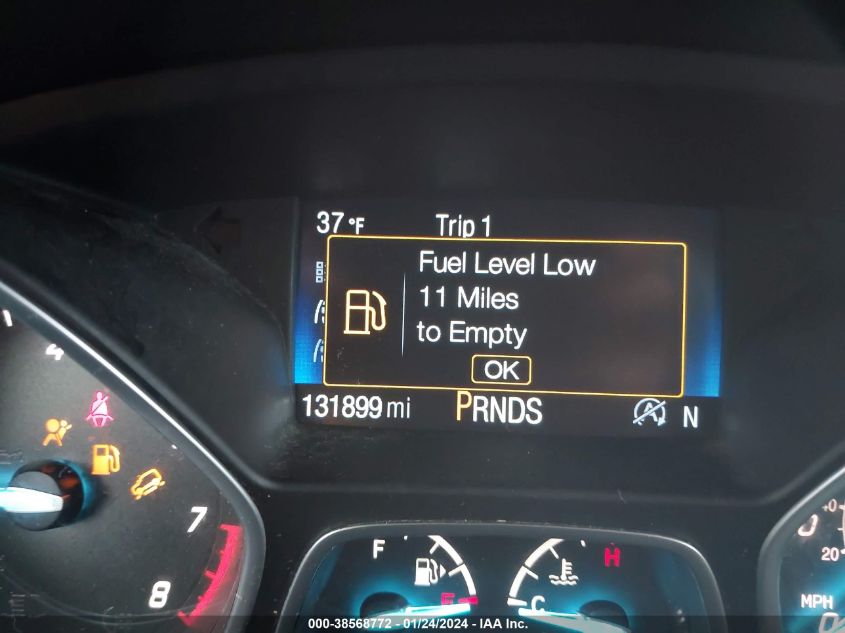 37 °F Trip 1
Fuel Level Low
11 Miles
to Empty
OK
131899 mi PRNDS N
4
7
8
F
E
H
C
0
20
MPH
000-38568772 - 01/24/2024 - IAA Inc.